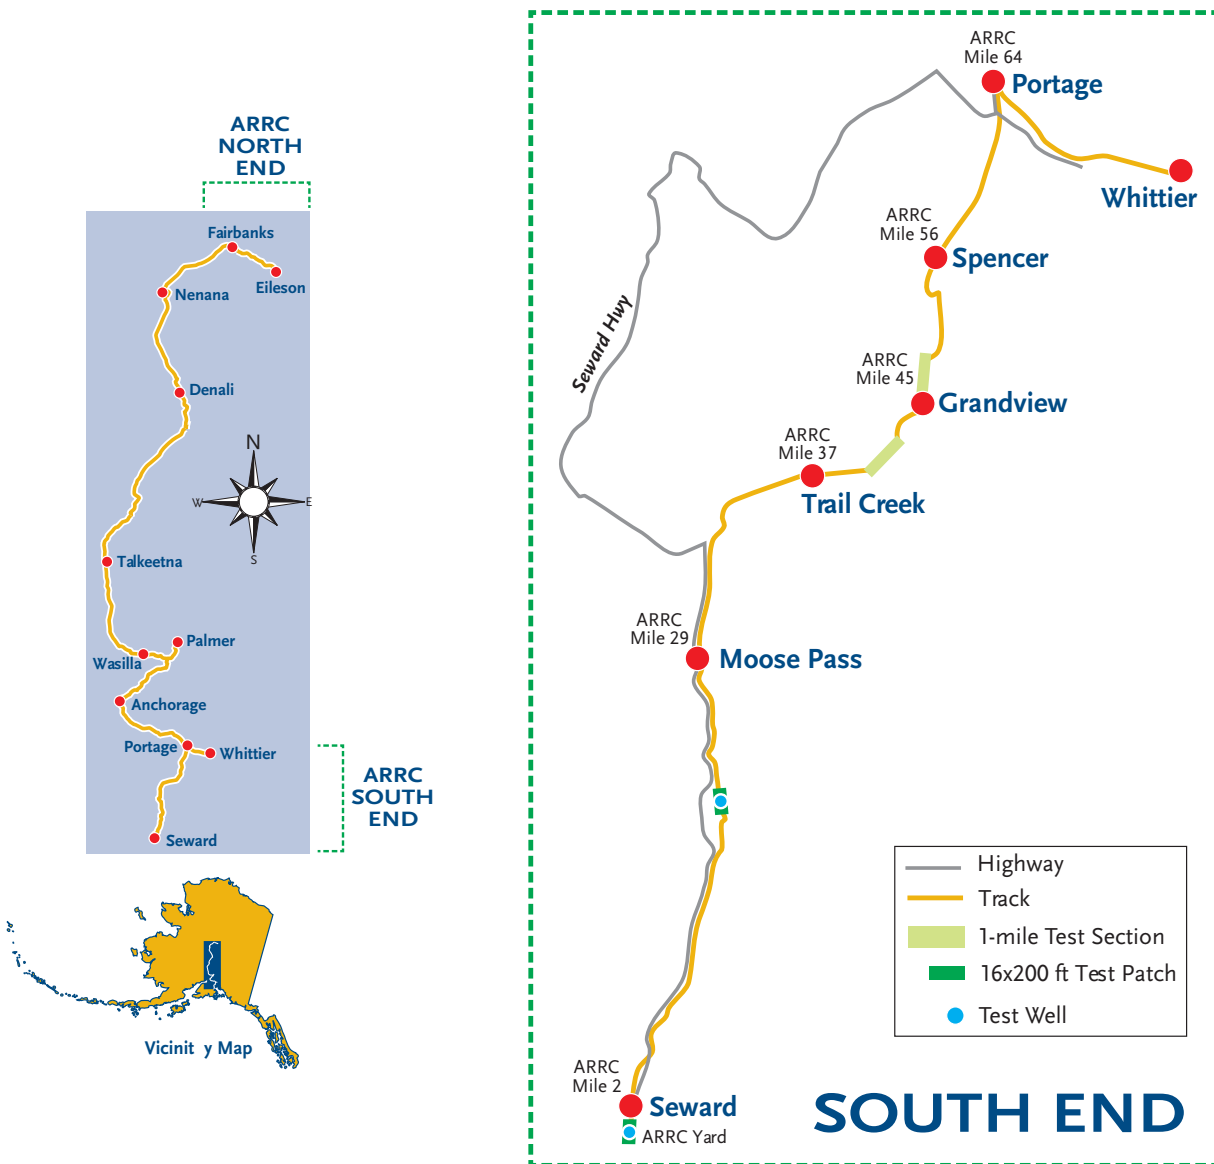 ARRC
NORTH
END
Fairbanks
Eileson
Nenana
Denali
N
W
E
S
Talkeetna
Palmer
Wasilla
Anchorage
Portage
Whittier
Seward
ARRC
SOUTH
END
Vicinit y Map
ARRC
Mile 64
Portage
Whittier
ARRC
Mile 56
Spencer
Seward Hwy
ARRC
Mile 45
Grandview
ARRC
Mile 37
Trail Creek
ARRC
Mile 29
Moose Pass
Highway
Track
1-mile Test Section
16x200 ft Test Patch
Test Well
ARRC
Mile 2
Seward
ARRC Yard
SOUTH END